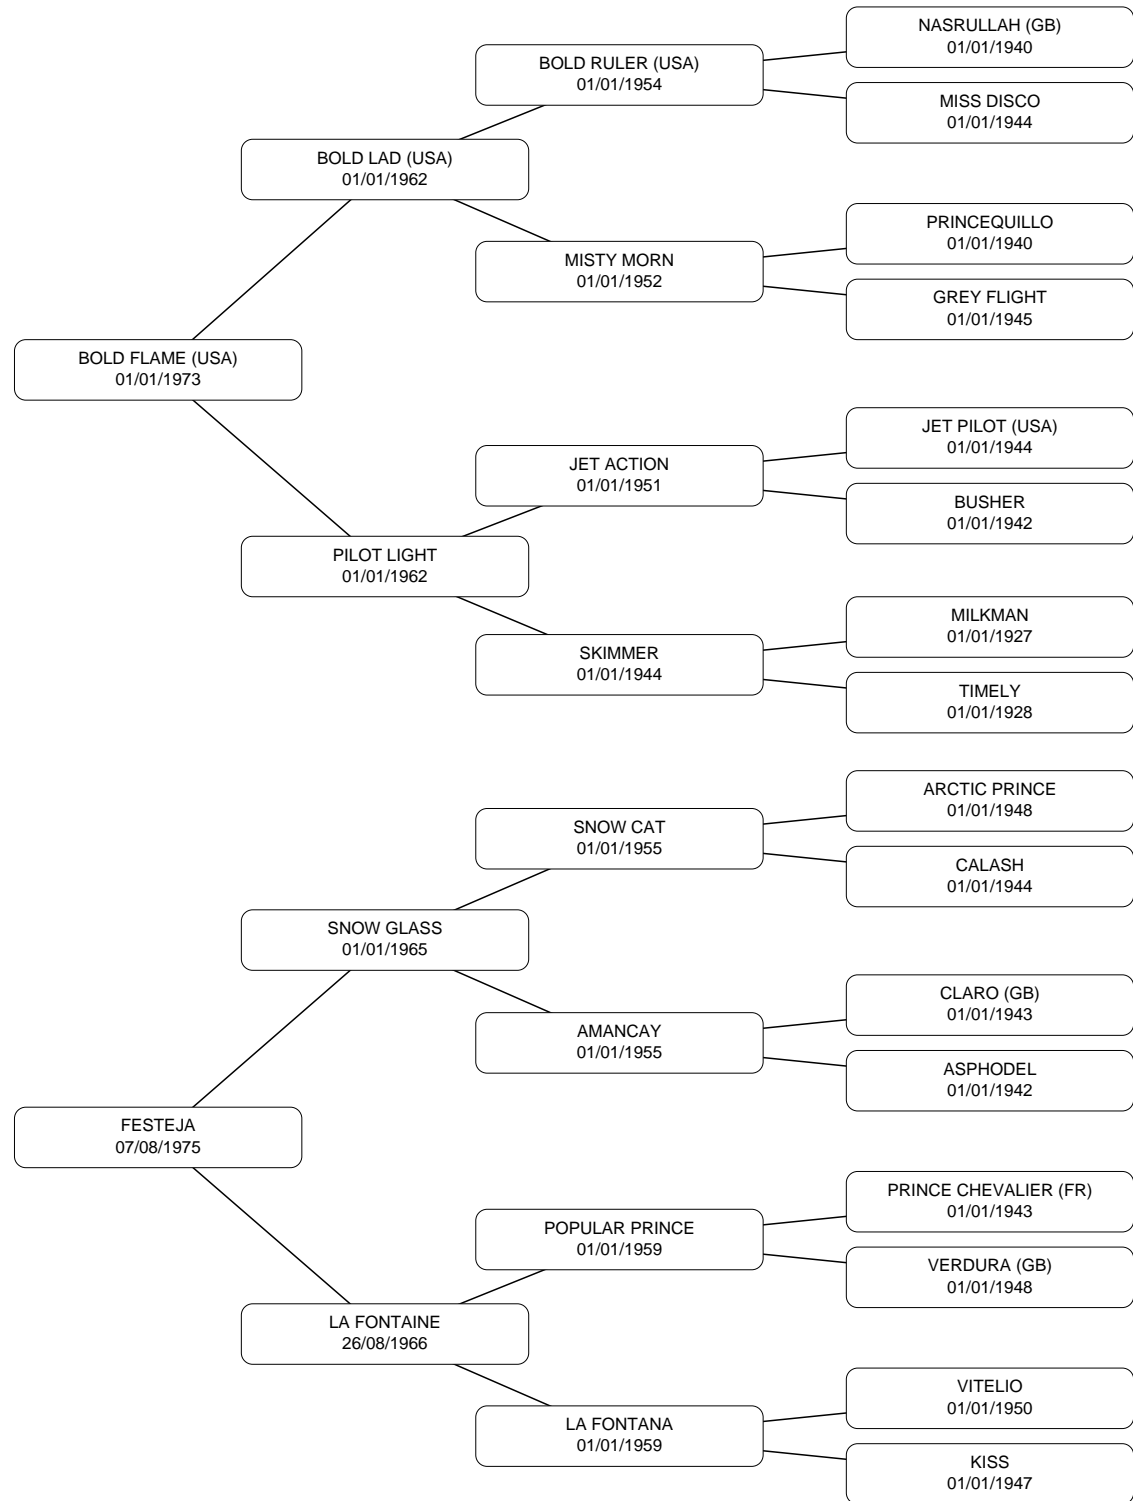 NASRULLAH (GB)
01/01/1940
BOLD RULER (USA)
01/01/1954
MISS DISCO
01/01/1944
BOLD LAD (USA)
01/01/1962
PRINCEQUILLO
01/01/1940
MISTY MORN
01/01/1952
GREY FLIGHT
01/01/1945
BOLD FLAME (USA)
01/01/1973
JET PILOT (USA)
01/01/1944
JET ACTION
01/01/1951
BUSHER
01/01/1942
PILOT LIGHT
01/01/1962
MILKMAN
01/01/1927
SKIMMER
01/01/1944
TIMELY
01/01/1928
ARCTIC PRINCE
01/01/1948
SNOW CAT
01/01/1955
CALASH
01/01/1944
SNOW GLASS
01/01/1965
CLARO (GB)
01/01/1943
AMANCAY
01/01/1955
ASPHODEL
01/01/1942
FESTEJA
07/08/1975
PRINCE CHEVALIER (FR)
01/01/1943
POPULAR PRINCE
01/01/1959
VERDURA (GB)
01/01/1948
LA FONTAINE
26/08/1966
VITELIO
01/01/1950
LA FONTANA
01/01/1959
KISS
01/01/1947